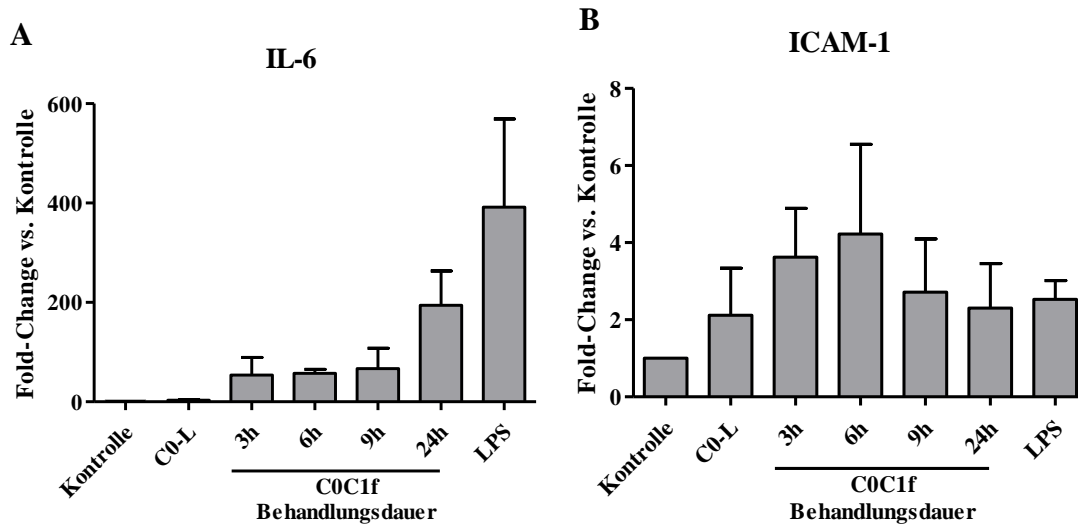 A
IL-6
Fold-Change vs. Kontrolle
600
400
200
0
Kontrolle
C0-L
3h
6h
9h
24h
LPS
C0C1f
Behandlungsdauer
B
ICAM-1
Fold-Change vs. Kontrolle
8
6
4
2
0
Kontrolle
C0-L
3h
6h
9h
24h
LPS
C0C1f
Behandlungsdauer